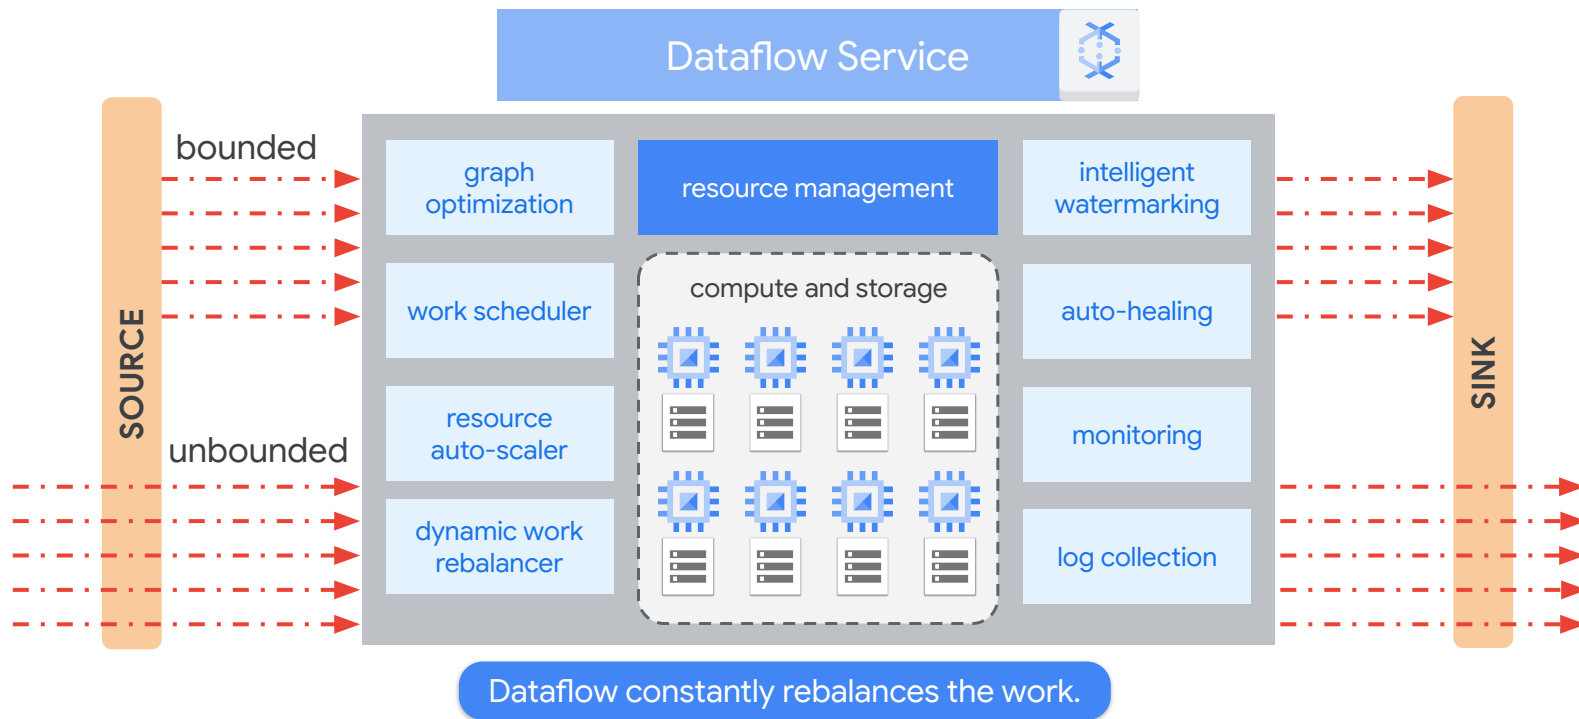 Dataflow Service
bounded
SOURCE
unbounded
graph
optimization
work scheduler
resource
auto-scaler
dynamic work
rebalancer
resource management
compute and storage
intelligent
watermarking
auto-healing
monitoring
log collection
SINK
Dataflow constantly rebalances the work.